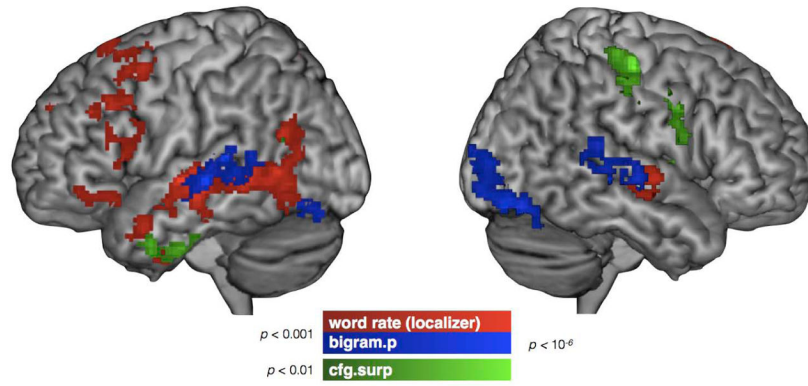 word rate (localizer)
p < 0.001 bigram.p p < 10⁻⁶
p < 0.01 cfg.surp